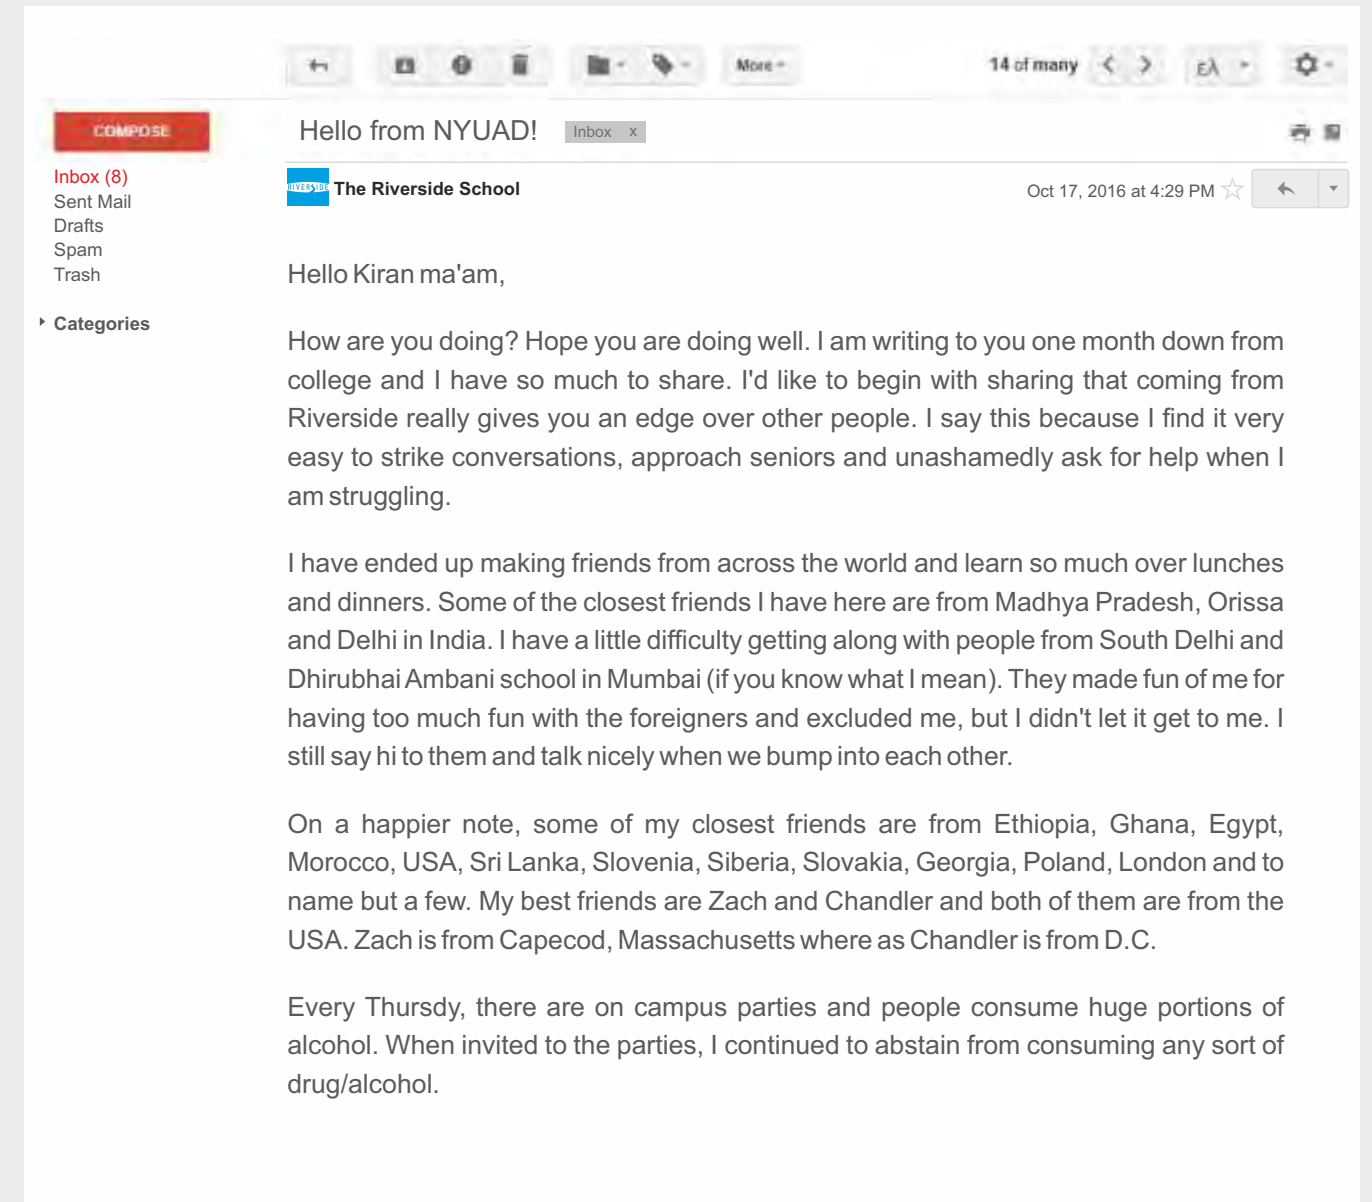 More
14 of many
ελ
COMPOSE
Hello from NYUAD!
Inbox x
Inbox (8)
Sent Mail
Drafts
Spam
Trash
Categories
RIVERSIDE
The Riverside School
Oct 17, 2016 at 4:29 PM
Hello Kiran ma'am,
How are you doing? Hope you are doing well. I am writing to you one month down from
college and I have so much to share. I'd like to begin with sharing that coming from
Riverside really gives you an edge over other people. I say this because I find it very
easy to strike conversations, approach seniors and unashamedly ask for help when I
am struggling.
I have ended up making friends from across the world and learn so much over lunches
and dinners. Some of the closest friends I have here are from Madhya Pradesh, Orissa
and Delhi in India. I have a little difficulty getting along with people from South Delhi and
Dhirubhai Ambani school in Mumbai (if you know what I mean). They made fun of me for
having too much fun with the foreigners and excluded me, but I didn't let it get to me. I
still say hi to them and talk nicely when we bump into each other.
On a happier note, some of my closest friends are from Ethiopia, Ghana, Egypt,
Morocco, USA, Sri Lanka, Slovenia, Siberia, Slovakia, Georgia, Poland, London and to
name but a few. My best friends are Zach and Chandler and both of them are from the
USA. Zach is from Capecod, Massachusetts where as Chandler is from D.C.
Every Thursdy, there are on campus parties and people consume huge portions of
alcohol. When invited to the parties, I continued to abstain from consuming any sort of
drug/alcohol.